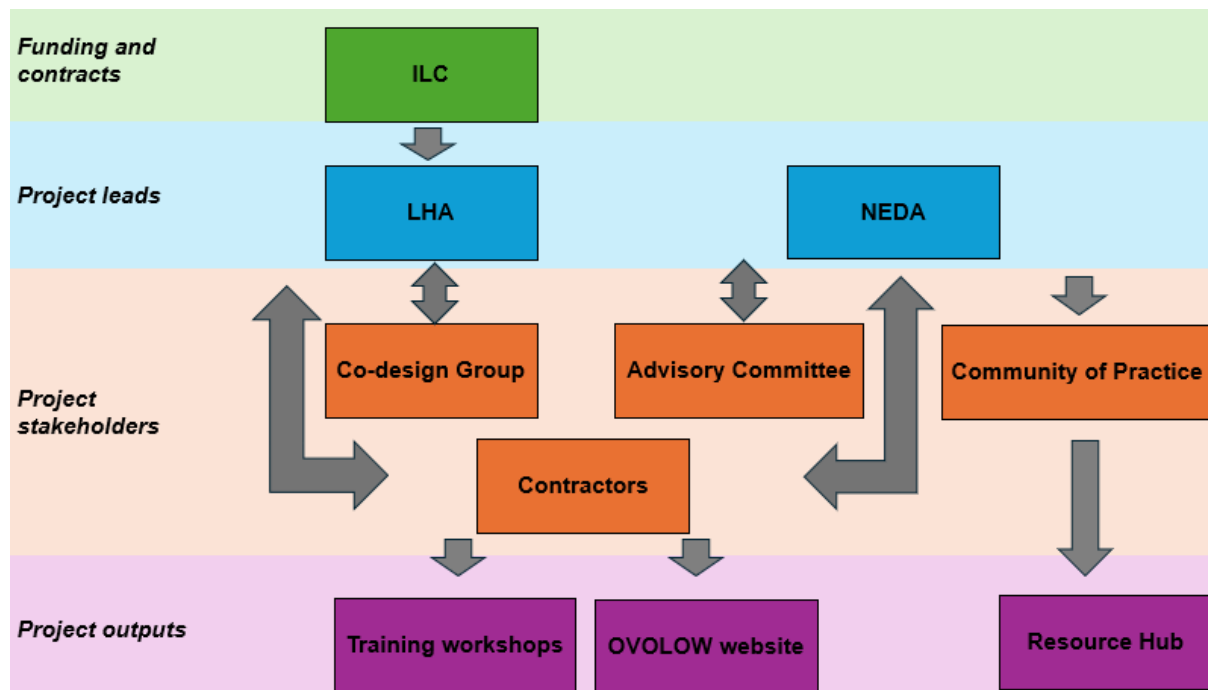 Funding and
contracts
ILC
Project leads
LHA
NEDA
Project
stakeholders
Co-design Group
Advisory Committee
Community of Practice
Contractors
Project outputs
Training workshops
OVOLOW website
Resource Hub